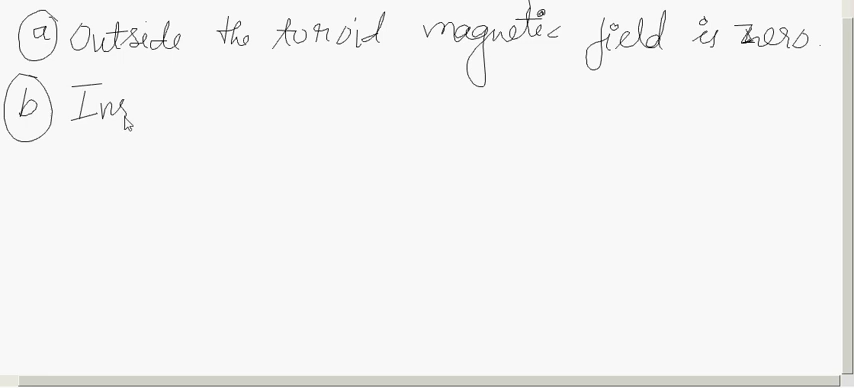 (a) Outside the toroid magnetic field is zero.
(b) Ins